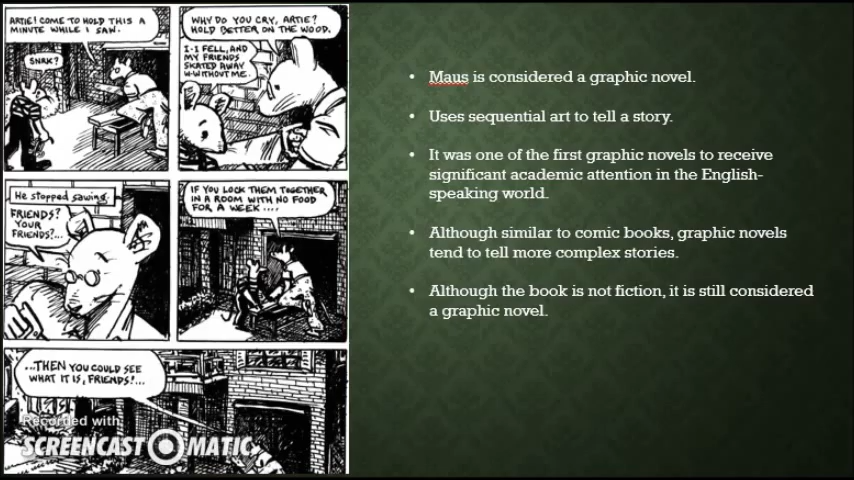 ARTIE! COME TO HOLD THIS A
MINUTE WHILE I SAW.
SNRK?
WHY DO YOU CRY, ARTIE?
HOLD BETTER ON THE WOOD.
I-I FELL, AND
MY FRIENDS
SKATED AWAY
W-WITHOUT ME.
He stopped sawing.
FRIENDS?
YOUR
FRIENDS?...
IF YOU LOCK THEM TOGETHER
IN A ROOM WITH NO FOOD
FOR A WEEK....
...THEN YOU COULD SEE
WHAT IT IS, FRIENDS!...
• Maus is considered a graphic novel.
• Uses sequential art to tell a story.
• It was one of the first graphic novels to receive
significant academic attention in the English-
speaking world.
• Although similar to comic books, graphic novels
tend to tell more complex stories.
• Although the book is not fiction, it is still considered
a graphic novel.
Recorded with
SCREENCAST-O-MATIC